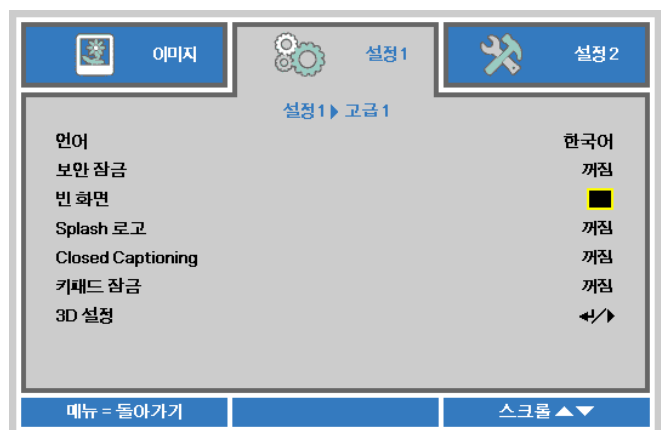 이미지 설정1 설정2
설정1 ▶ 고급1
언어 한국어
보안 잠금 꺼짐
빈 화면
Splash 로고 꺼짐
Closed Captioning 꺼짐
키패드 잠금 꺼짐
3D 설정 ↵/▶
메뉴 = 돌아가기 스크롤▲▼